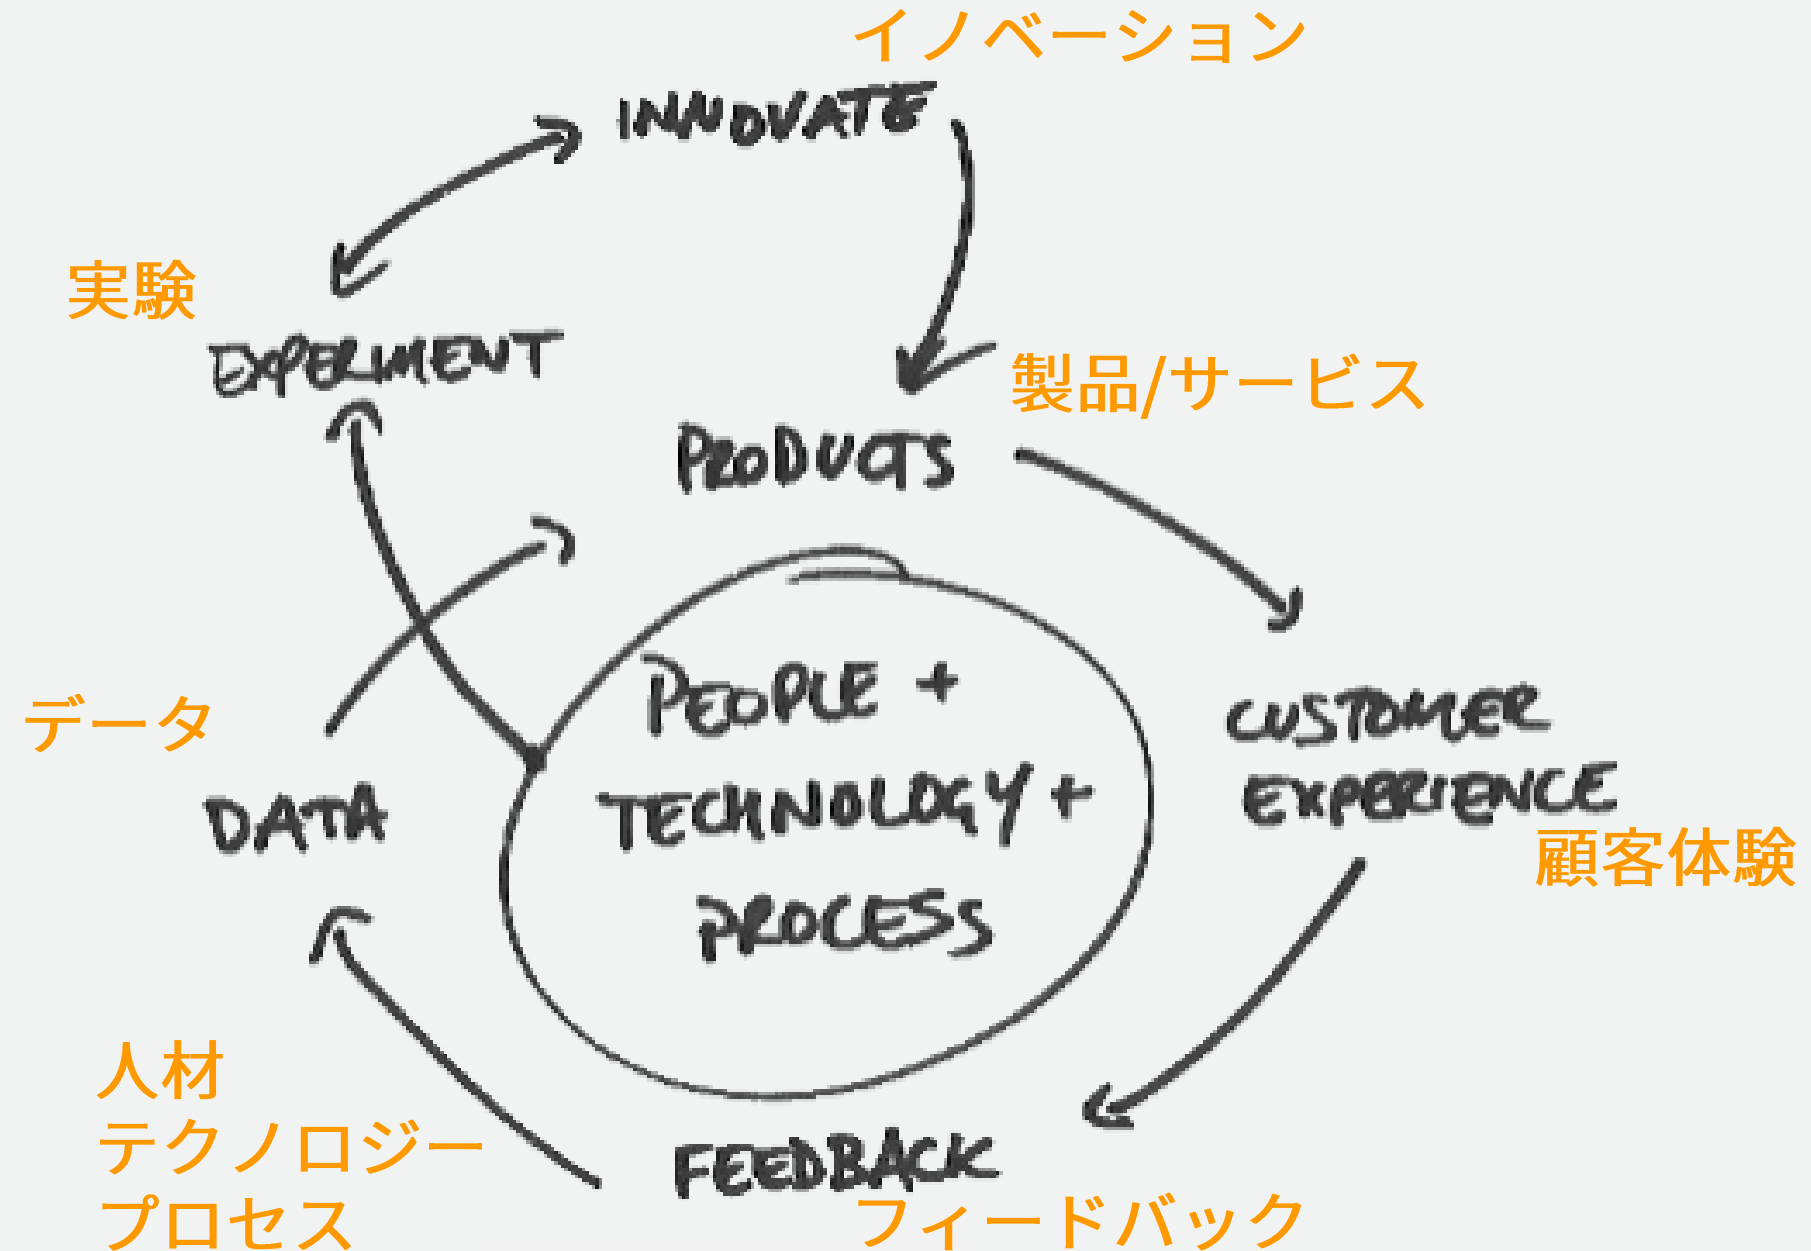 イノベーション
INNOVATE
実験
EXPERIMENT
製品/サービス
PRODUCTS
PEOPLE +
TECHNOLOGY +
PROCESS
データ
DATA
CUSTOMER
EXPERIENCE
顧客体験
人材
テクノロジー
プロセス
FEEDBACK
フィードバック